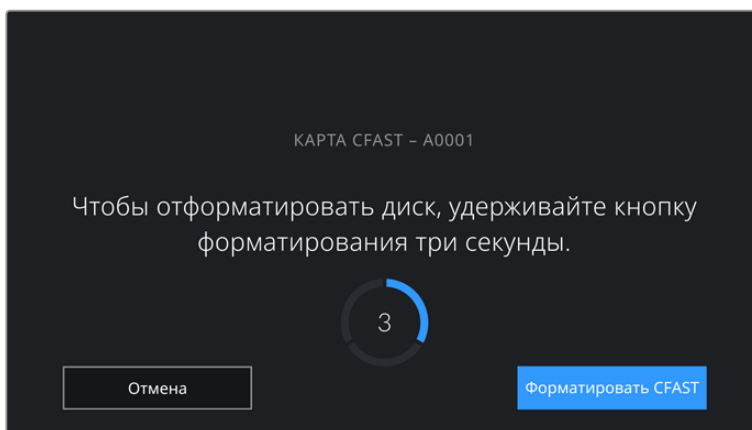 КАРТА CFAST – A0001
Чтобы отформатировать диск, удерживайте кнопку
форматирования три секунды.
3
Отмена
Форматировать CFAST